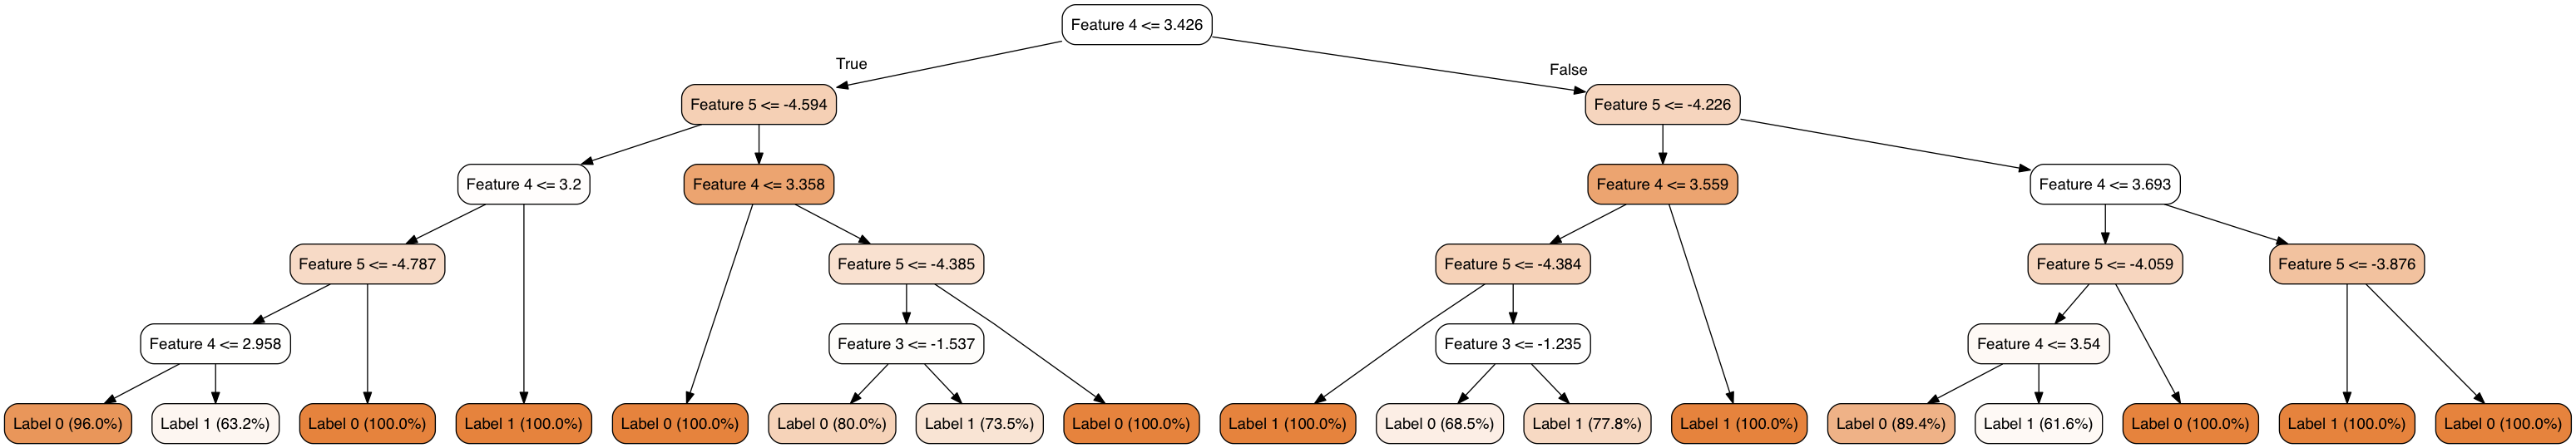 Feature 4 <= 3.426
True
False
Feature 5 <= -4.594
Feature 5 <= -4.226
Feature 4 <= 3.2
Feature 4 <= 3.358
Feature 4 <= 3.559
Feature 4 <= 3.693
Feature 5 <= -4.787
Feature 5 <= -4.385
Feature 5 <= -4.384
Feature 5 <= -4.059
Feature 5 <= -3.876
Feature 4 <= 2.958
Feature 3 <= -1.537
Feature 3 <= -1.235
Feature 4 <= 3.54
Label 0 (96.0%)
Label 1 (63.2%)
Label 0 (100.0%)
Label 1 (100.0%)
Label 0 (100.0%)
Label 0 (80.0%)
Label 1 (73.5%)
Label 0 (100.0%)
Label 1 (100.0%)
Label 0 (68.5%)
Label 1 (77.8%)
Label 1 (100.0%)
Label 0 (89.4%)
Label 1 (61.6%)
Label 0 (100.0%)
Label 1 (100.0%)
Label 0 (100.0%)